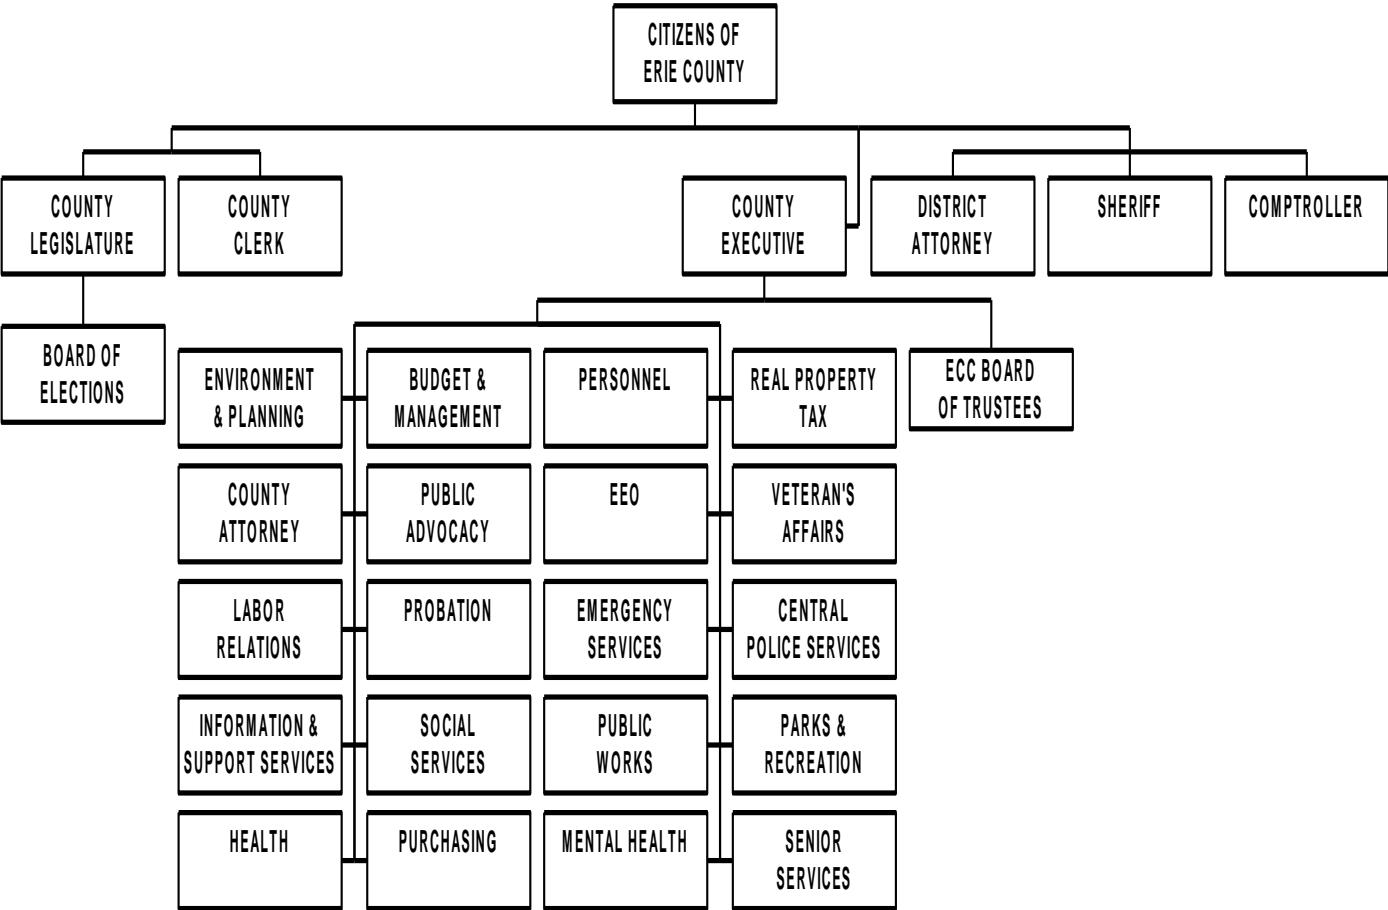 CITIZENS OF
ERIE COUNTY
COUNTY
LEGISLATURE
COUNTY
CLERK
COUNTY
EXECUTIVE
DISTRICT
ATTORNEY
SHERIFF
COMPTROLLER
BOARD OF
ELECTIONS
ENVIRONMENT
& PLANNING
BUDGET &
MANAGEMENT
PERSONNEL
REAL PROPERTY
TAX
ECC BOARD
OF TRUSTEES
COUNTY
ATTORNEY
PUBLIC
ADVOCACY
EEO
VETERAN'S
AFFAIRS
LABOR
RELATIONS
PROBATION
EMERGENCY
SERVICES
CENTRAL
POLICE SERVICES
INFORMATION &
SUPPORT SERVICES
SOCIAL
SERVICES
PUBLIC
WORKS
PARKS &
RECREATION
HEALTH
PURCHASING
MENTAL HEALTH
SENIOR
SERVICES